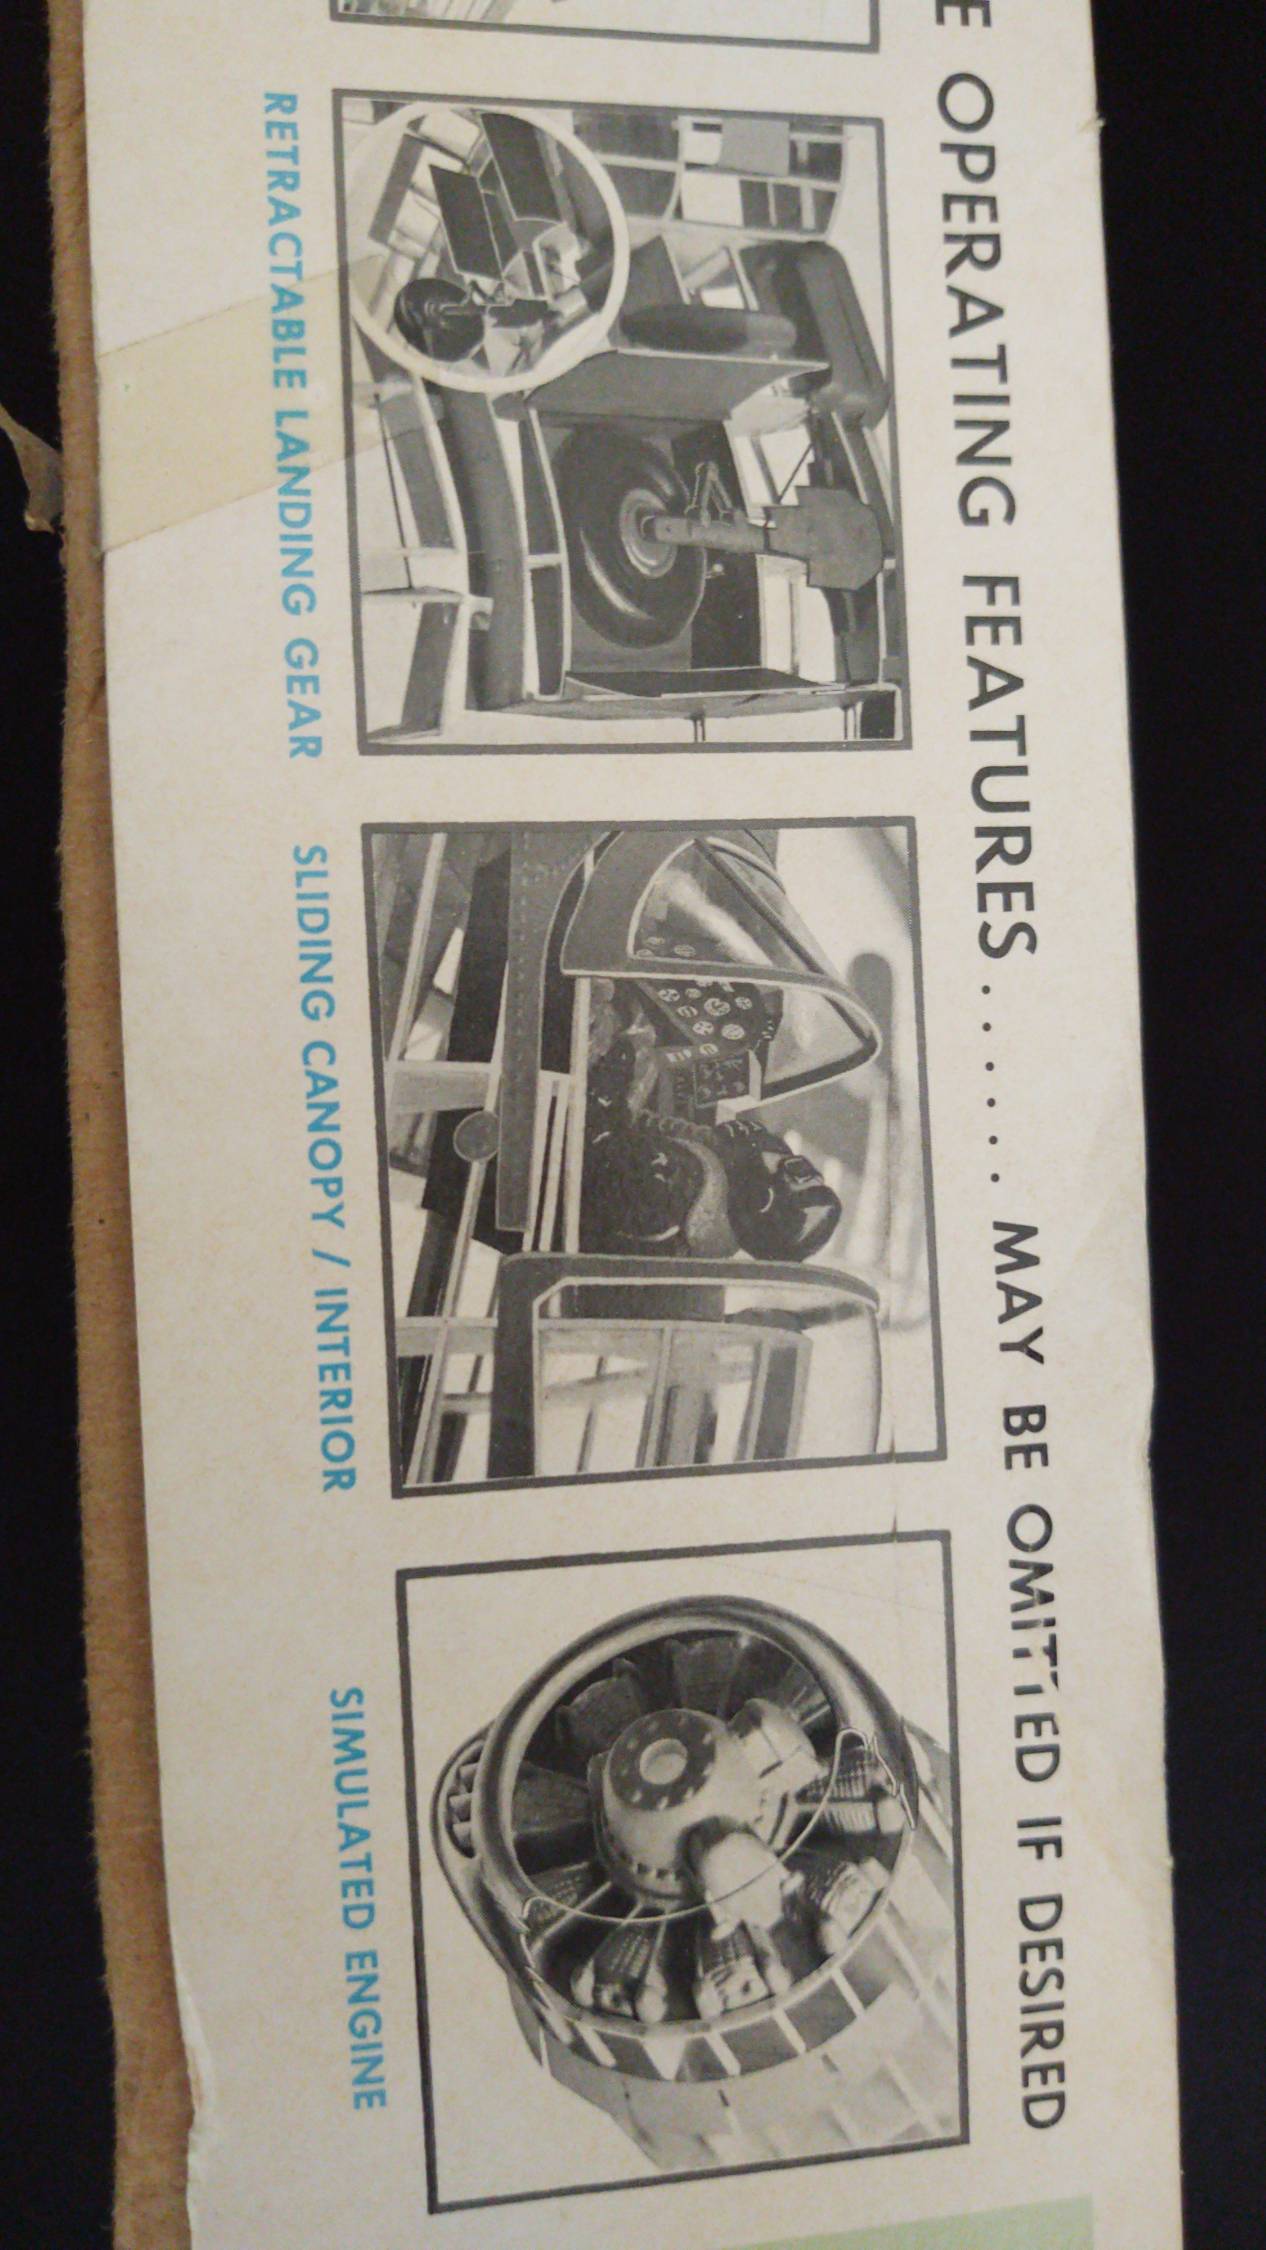 E OPERATING FEATURES . . . . . . MAY BE OMITTED IF DESIRED
RETRACTABLE LANDING GEAR
SLIDING CANOPY / INTERIOR
SIMULATED ENGINE